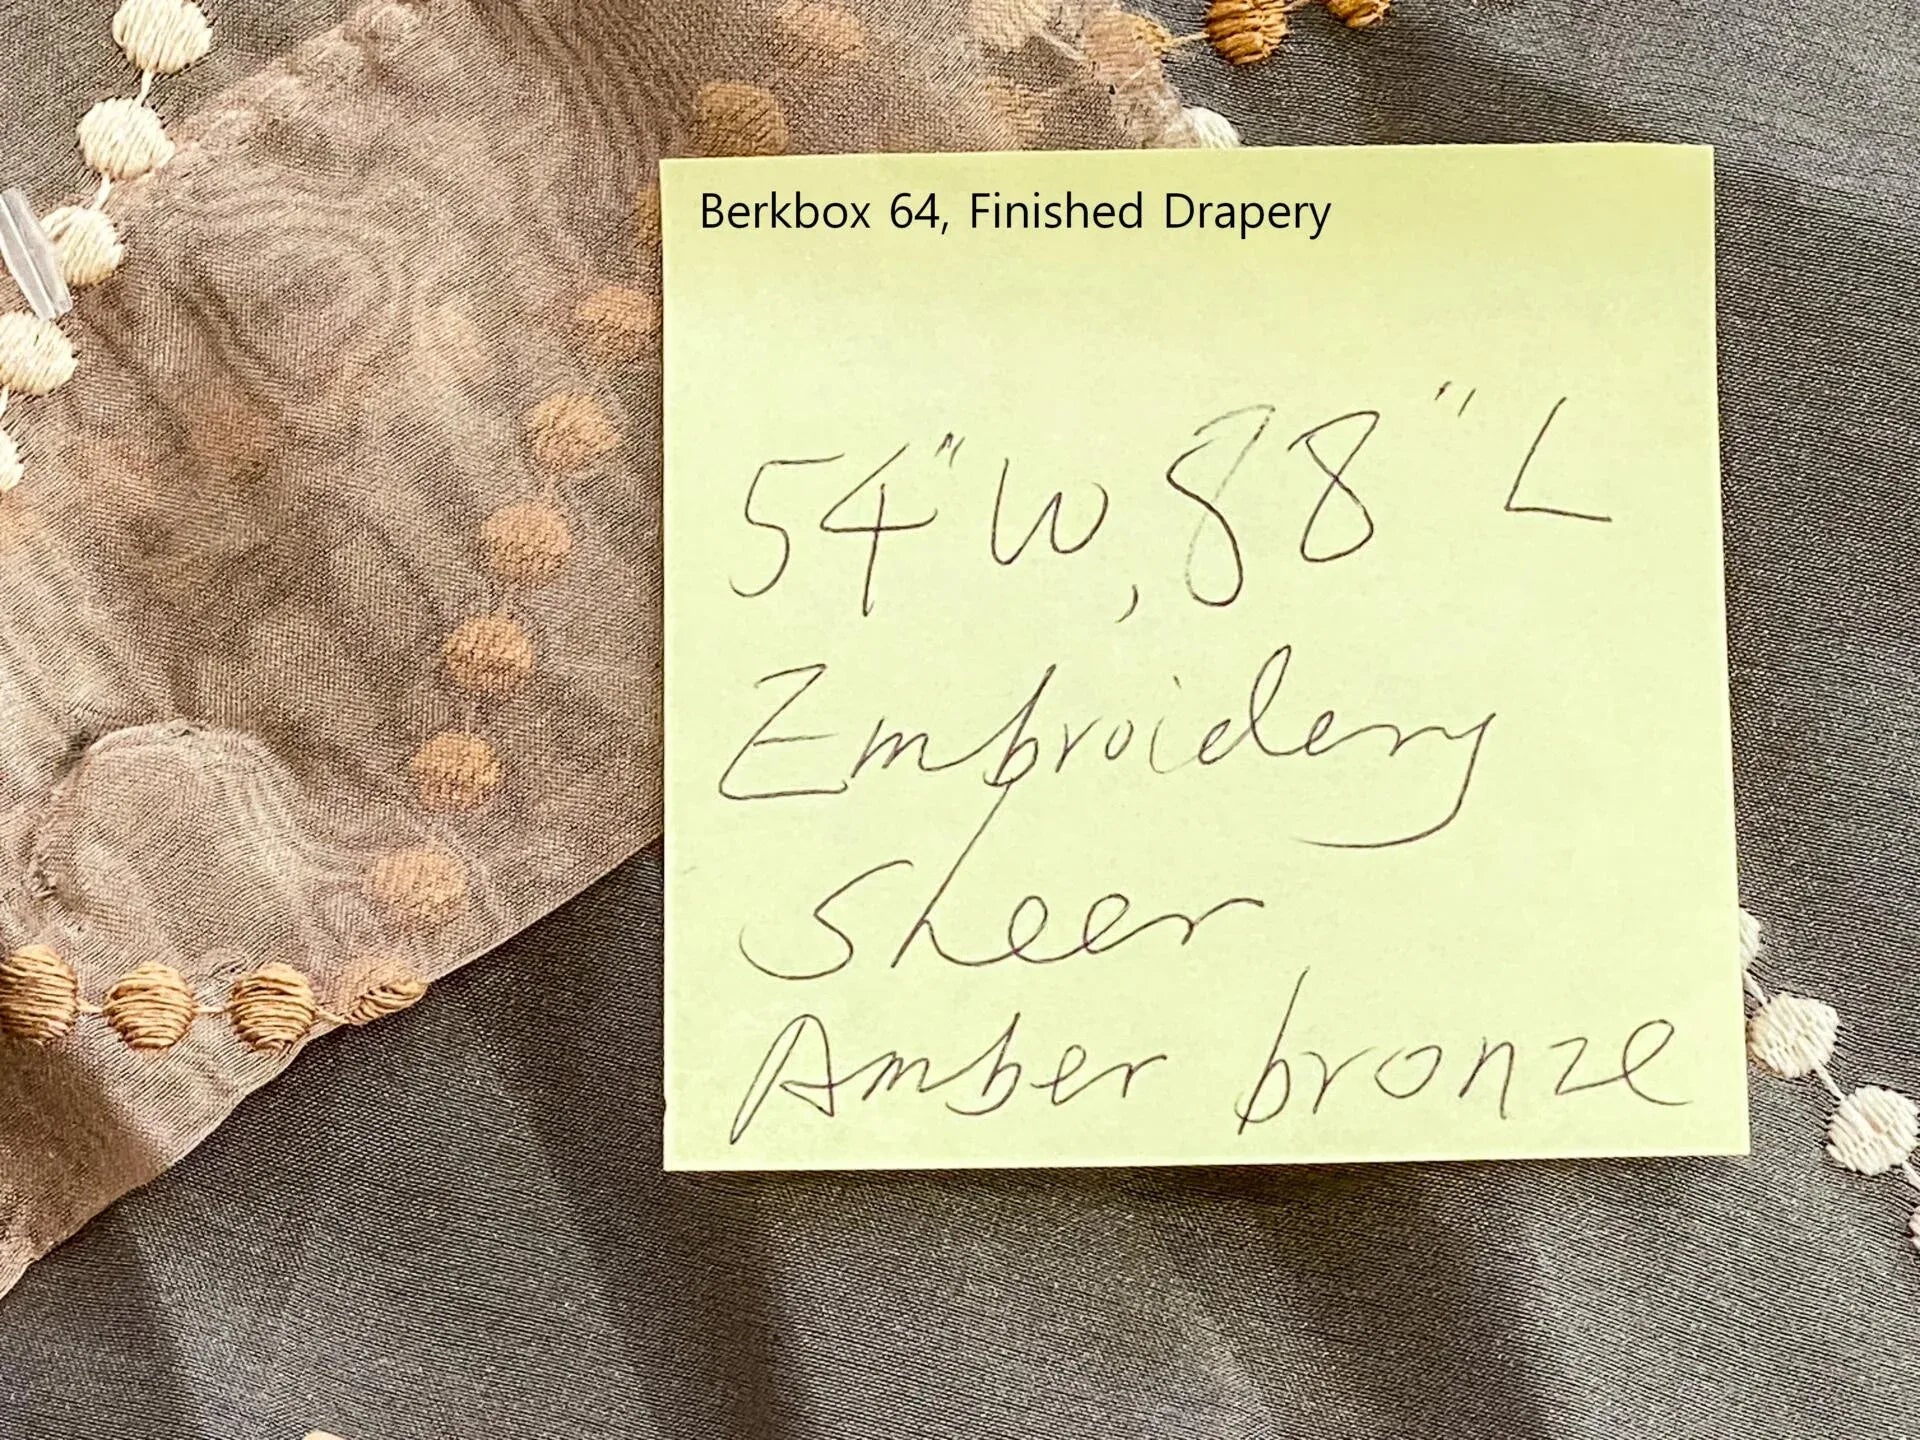 Berkbox 64, Finished Drapery
54" W, 88" L
Embroidery
Sheer
Amber bronze